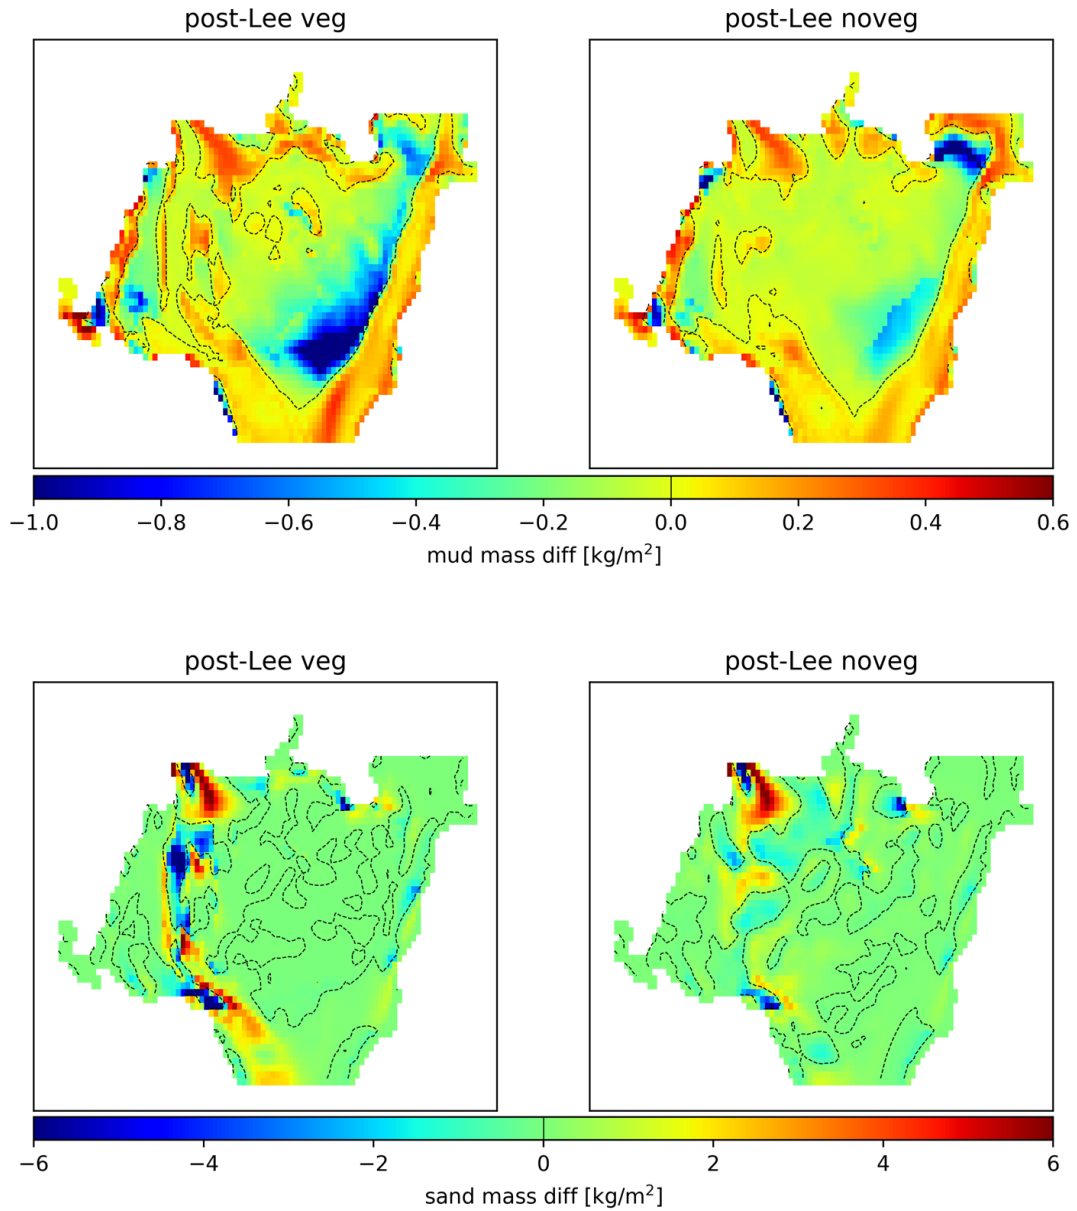 post-Lee veg
post-Lee noveg
−1.0 −0.8 −0.6 −0.4 −0.2 0.0 0.2 0.4 0.6
mud mass diff [kg/m²]
post-Lee veg
post-Lee noveg
−6 −4 −2 0 2 4 6
sand mass diff [kg/m²]